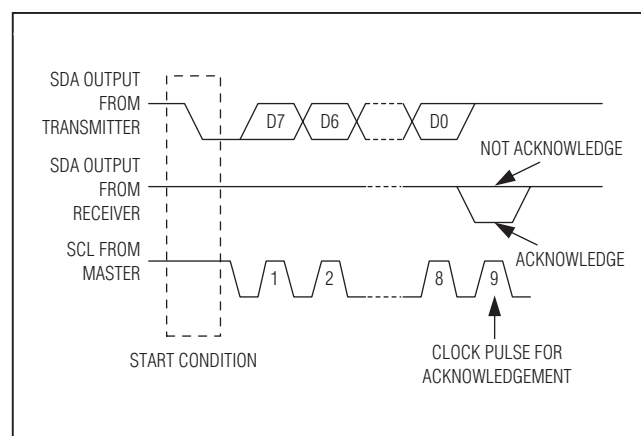 SDA OUTPUT
FROM
TRANSMITTER
D7
D6
D0
NOT ACKNOWLEDGE
SDA OUTPUT
FROM
RECEIVER
ACKNOWLEDGE
SCL FROM
MASTER
1
2
8
9
START CONDITION
CLOCK PULSE FOR
ACKNOWLEDGEMENT